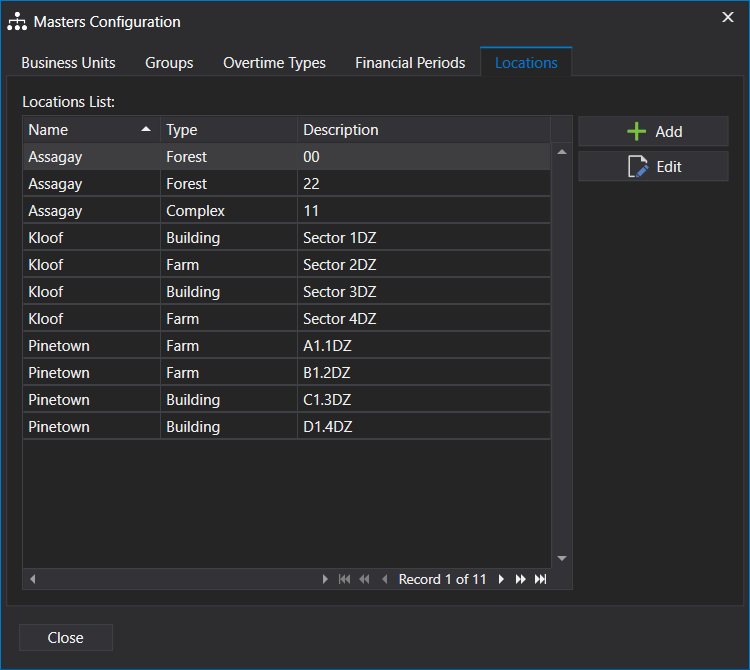 Masters Configuration
Business Units Groups Overtime Types Financial Periods Locations
Locations List:
Name Type Description
Assagay Forest 00
Assagay Forest 22
Assagay Complex 11
Kloof Building Sector 1DZ
Kloof Farm Sector 2DZ
Kloof Building Sector 3DZ
Kloof Farm Sector 4DZ
Pinetown Farm A1.1DZ
Pinetown Farm B1.2DZ
Pinetown Building C1.3DZ
Pinetown Building D1.4DZ
Record 1 of 11
Add
Edit
Close